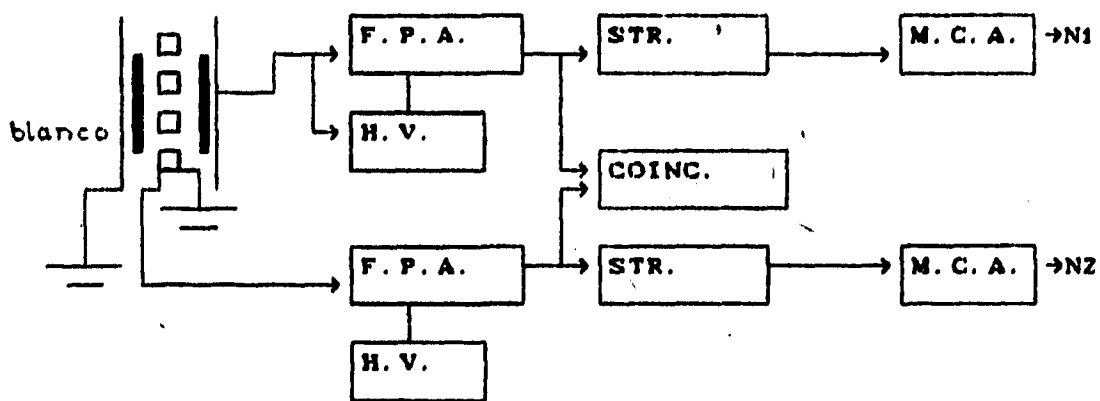 F. P. A.
STR.
M. C. A.
→N1
blanco
H. V.
COINC.
F. P. A.
STR.
M. C. A.
→N2
H. V.